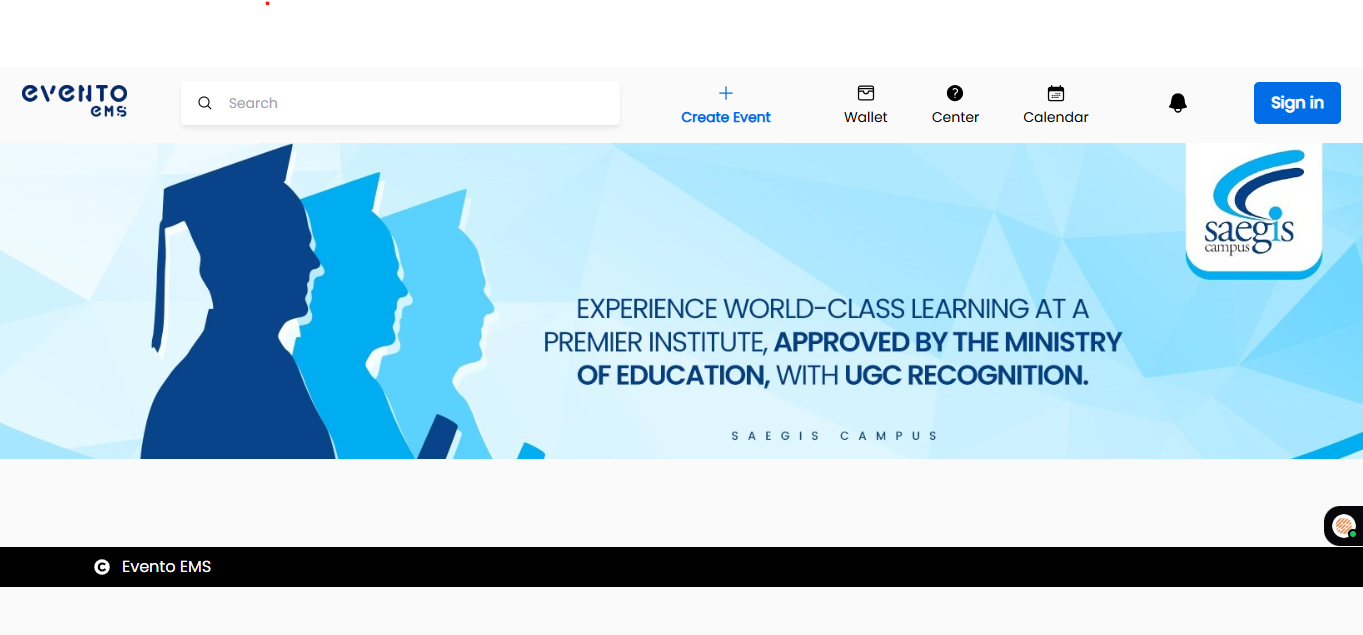 evento
EMS
Search
Create Event
Wallet
Center
Calendar
Sign in
saegis
campus
EXPERIENCE WORLD-CLASS LEARNING AT A
PREMIER INSTITUTE, APPROVED BY THE MINISTRY
OF EDUCATION, WITH UGC RECOGNITION.
SAEGIS CAMPUS
Evento EMS